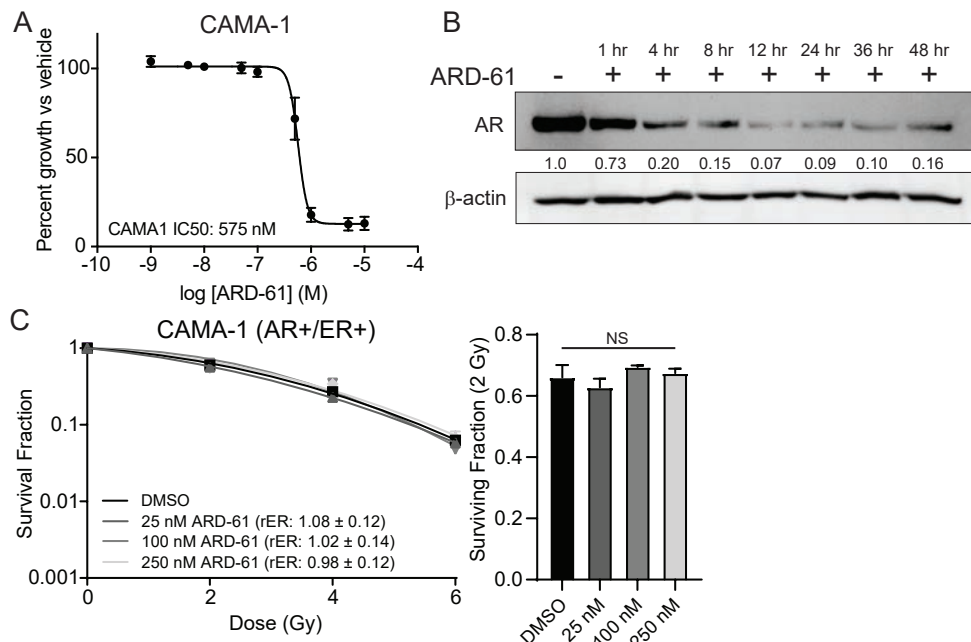 A
CAMA-1
Percent growth vs vehicle
100
50
0
CAMA1 IC50: 575 nM
-10 -9 -8 -7 -6 -5 -4
log [ARD-61] (M)
B
1 hr 4 hr 8 hr 12 hr 24 hr 36 hr 48 hr
ARD-61 - + + + + + + +
AR
1.0 0.73 0.20 0.15 0.07 0.09 0.10 0.16
β-actin
C
CAMA-1 (AR+/ER+)
Survival Fraction
1
0.1
0.01
0.001
DMSO
25 nM ARD-61 (rER: 1.08 ± 0.12)
100 nM ARD-61 (rER: 1.02 ± 0.14)
250 nM ARD-61 (rER: 0.98 ± 0.12)
0 2 4 6
Dose (Gy)
Surviving Fraction (2 Gy)
0.8
0.6
0.4
0.2
0.0
NS
DMSO
25 nM
100 nM
250 nM